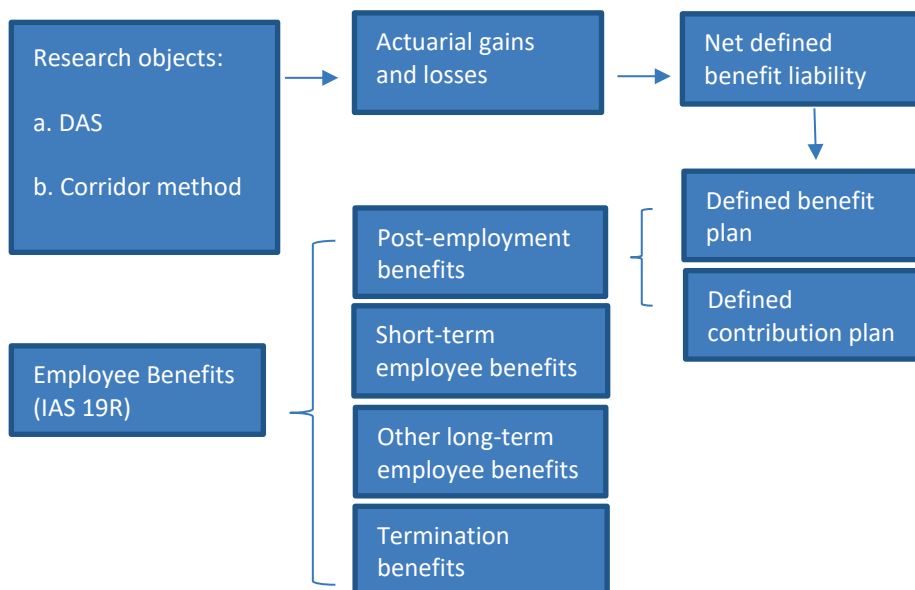 Research objects:
a. DAS
b. Corridor method
Actuarial gains
and losses
Net defined
benefit liability
Defined benefit
plan
Defined
contribution plan
Post-employment
benefits
Short-term
employee benefits
Other long-term
employee benefits
Termination
benefits
Employee Benefits
(IAS 19R)